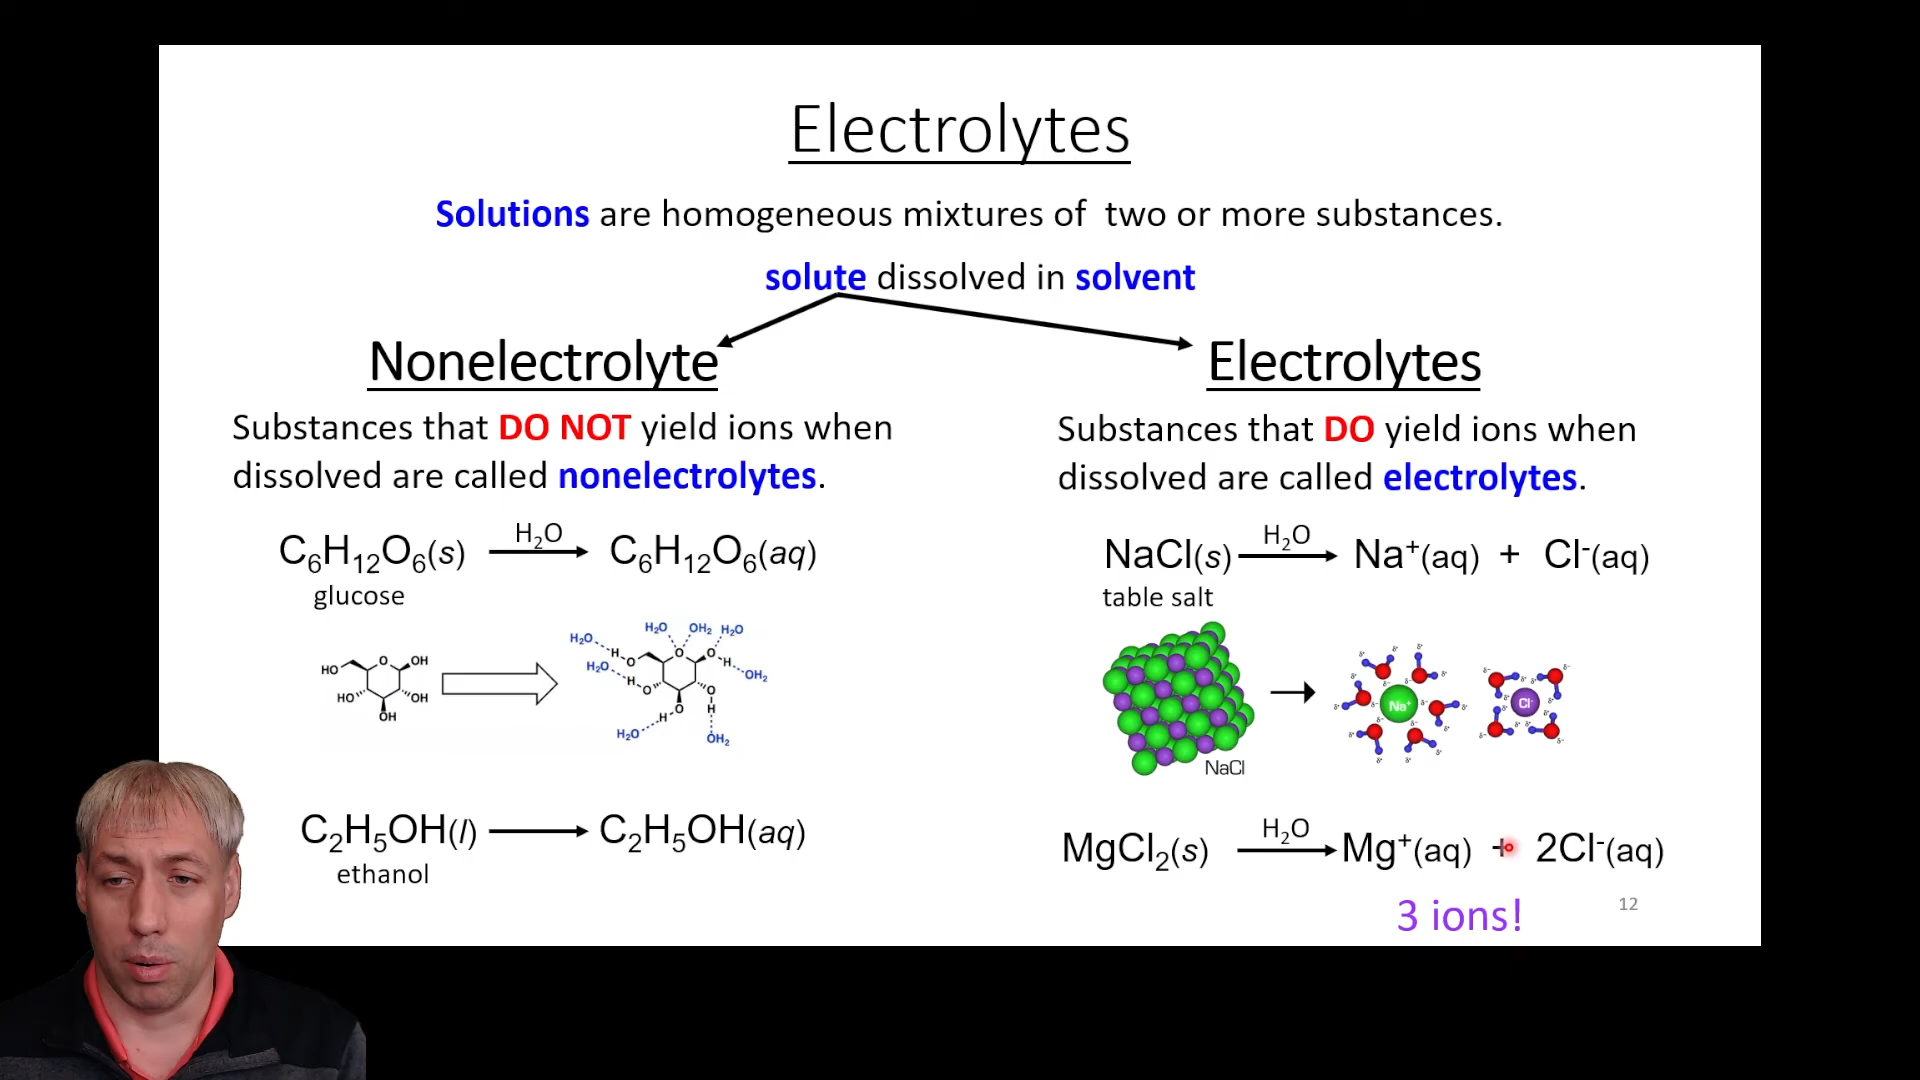 Electrolytes
Solutions are homogeneous mixtures of two or more substances.
solute dissolved in solvent
Nonelectrolyte
Substances that DO NOT yield ions when
dissolved are called nonelectrolytes.
C₆H₁₂O₆(s) H₂O C₆H₁₂O₆(aq)
glucose
HO O OH
HO OH
OH
H₂O H₂O OH₂ H₂O
H₂O H O O O H OH₂
H O O
H O H
H₂O OH₂
C₂H₅OH(l) C₂H₅OH(aq)
ethanol
Electrolytes
Substances that DO yield ions when
dissolved are called electrolytes.
NaCl(s) H₂O Na⁺(aq) + Cl⁻(aq)
table salt
NaCl
Na⁺ Cl⁻
MgCl₂(s) H₂O Mg⁺(aq) + 2Cl⁻(aq)
3 ions!
12